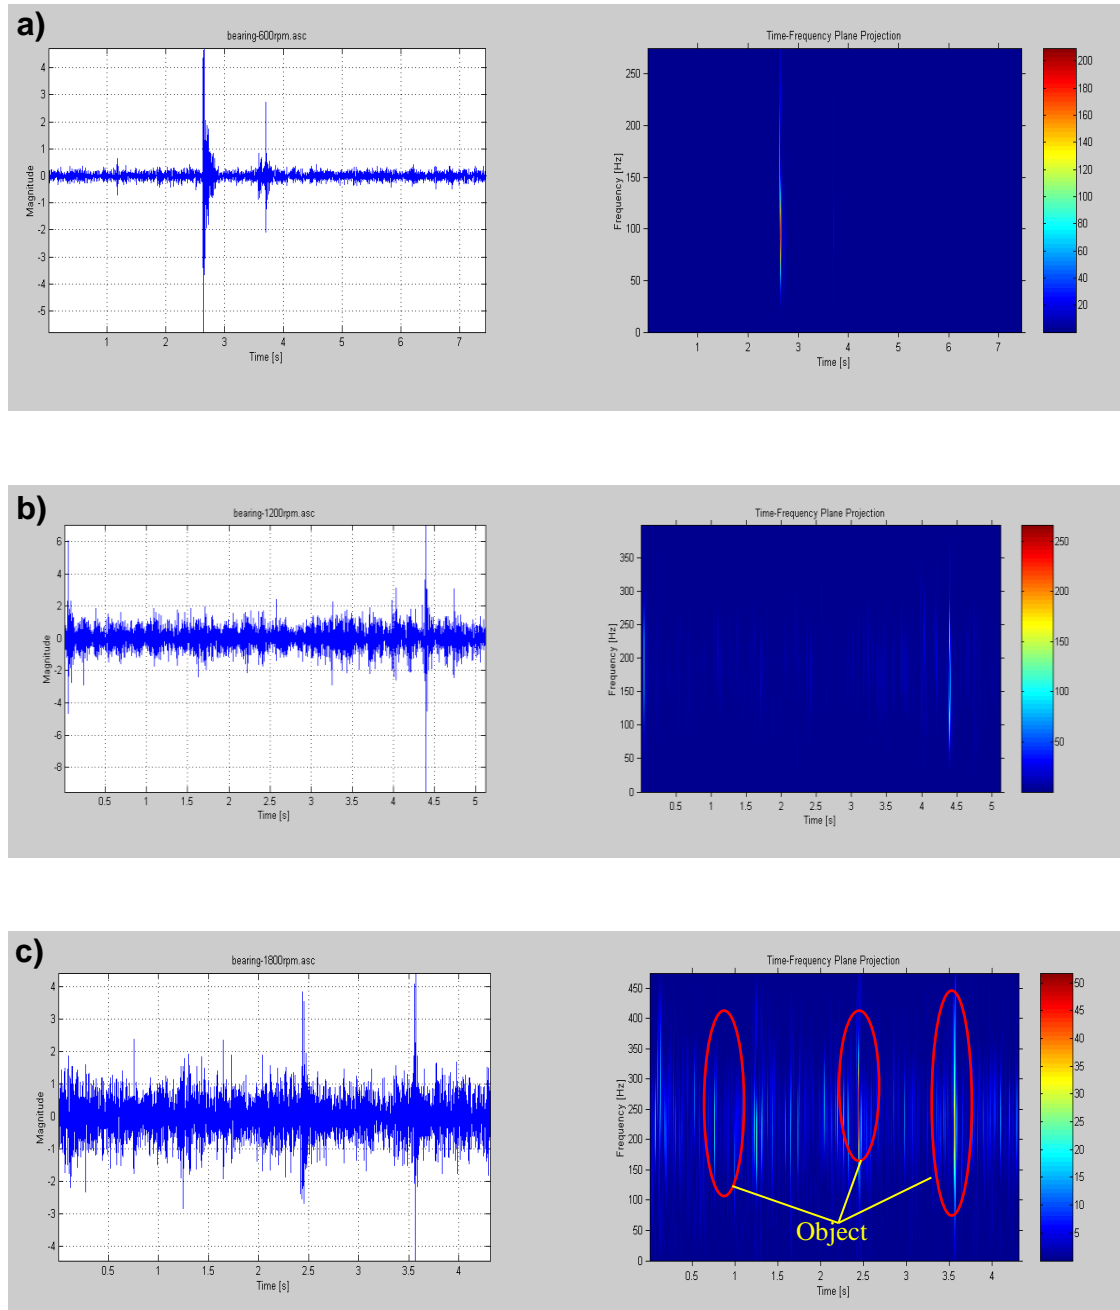 a)
bearing-600rpm.asc
4
3
2
1
0
-1
-2
-3
-4
-5
Magnitude
1 2 3 4 5 6 7
Time [s]
Time-Frequency Plane Projection
250
200
150
100
50
0
Frequency [Hz]
1 2 3 4 5 6 7
Time [s]
200
180
160
140
120
100
80
60
40
20
b)
bearing-1200rpm.asc
6
4
2
0
-2
-4
-6
-8
Magnitude
0.5 1 1.5 2 2.5 3 3.5 4 4.5 5
Time [s]
Time-Frequency Plane Projection
350
300
250
200
150
100
50
0
Frequency [Hz]
0.5 1 1.5 2 2.5 3 3.5 4 4.5 5
Time [s]
250
200
150
100
50
c)
bearing-1800rpm.asc
4
3
2
1
0
-1
-2
-3
-4
Magnitude
0.5 1 1.5 2 2.5 3 3.5 4
Time [s]
Time-Frequency Plane Projection
450
400
350
300
250
200
150
100
50
0
Frequency [Hz]
Object
0.5 1 1.5 2 2.5 3 3.5 4
Time [s]
50
45
40
35
30
25
20
15
10
5